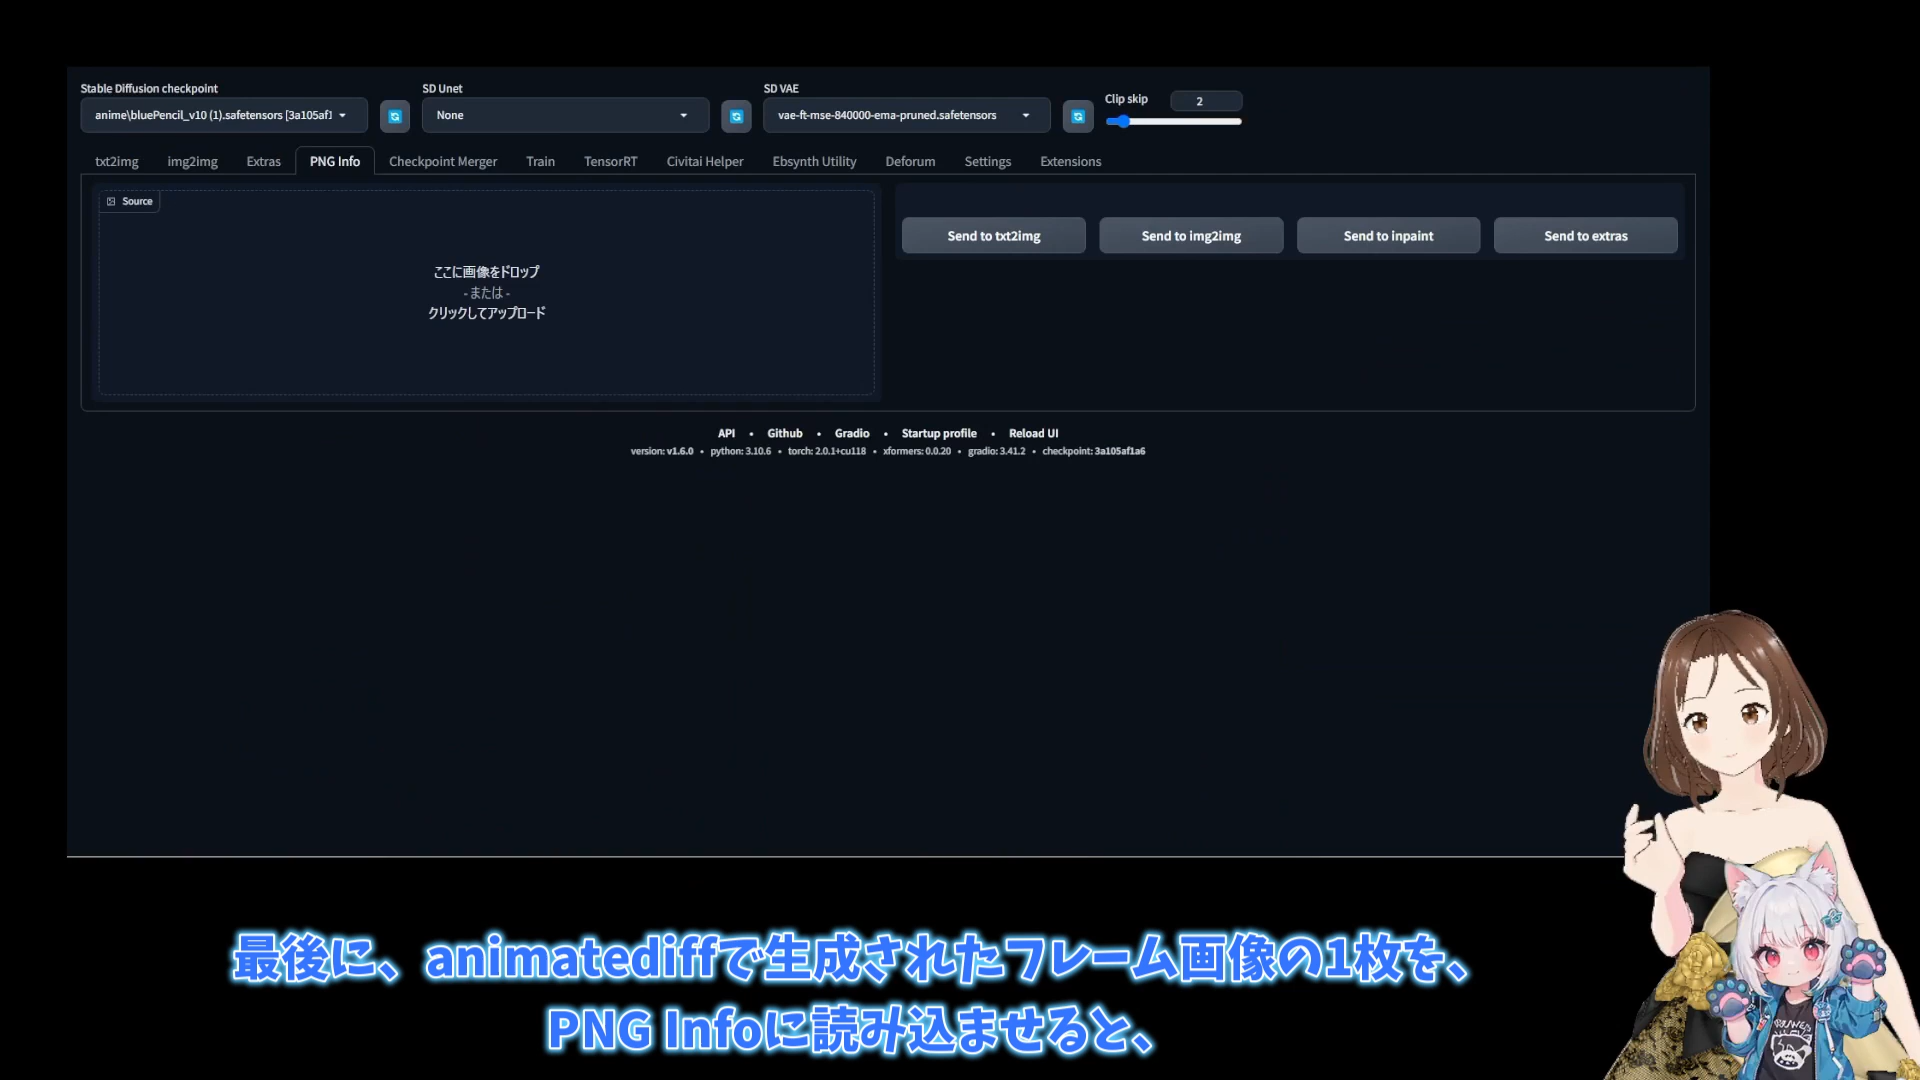 Stable Diffusion checkpoint
anime\bluePencil_v10 (1).safetensors [3a105af1
SD Unet
None
SD VAE
vae-ft-mse-840000-ema-pruned.safetensors
Clip skip
2
txt2img img2img Extras PNG Info Checkpoint Merger Train TensorRT Civitai Helper Ebsynth Utility Deforum Settings Extensions
Source
ここに画像をドロップ
- または -
クリックしてアップロード
Send to txt2img
Send to img2img
Send to inpaint
Send to extras
API • Github • Gradio • Startup profile • Reload UI
version: v1.6.0 • python: 3.10.6 • torch: 2.0.1+cu118 • xformers: 0.0.20 • gradio: 3.41.2 • checkpoint: 3a105af1a6
最後に、animatediffで生成されたフレーム画像の1枚を、
PNG Infoに読み込ませると、